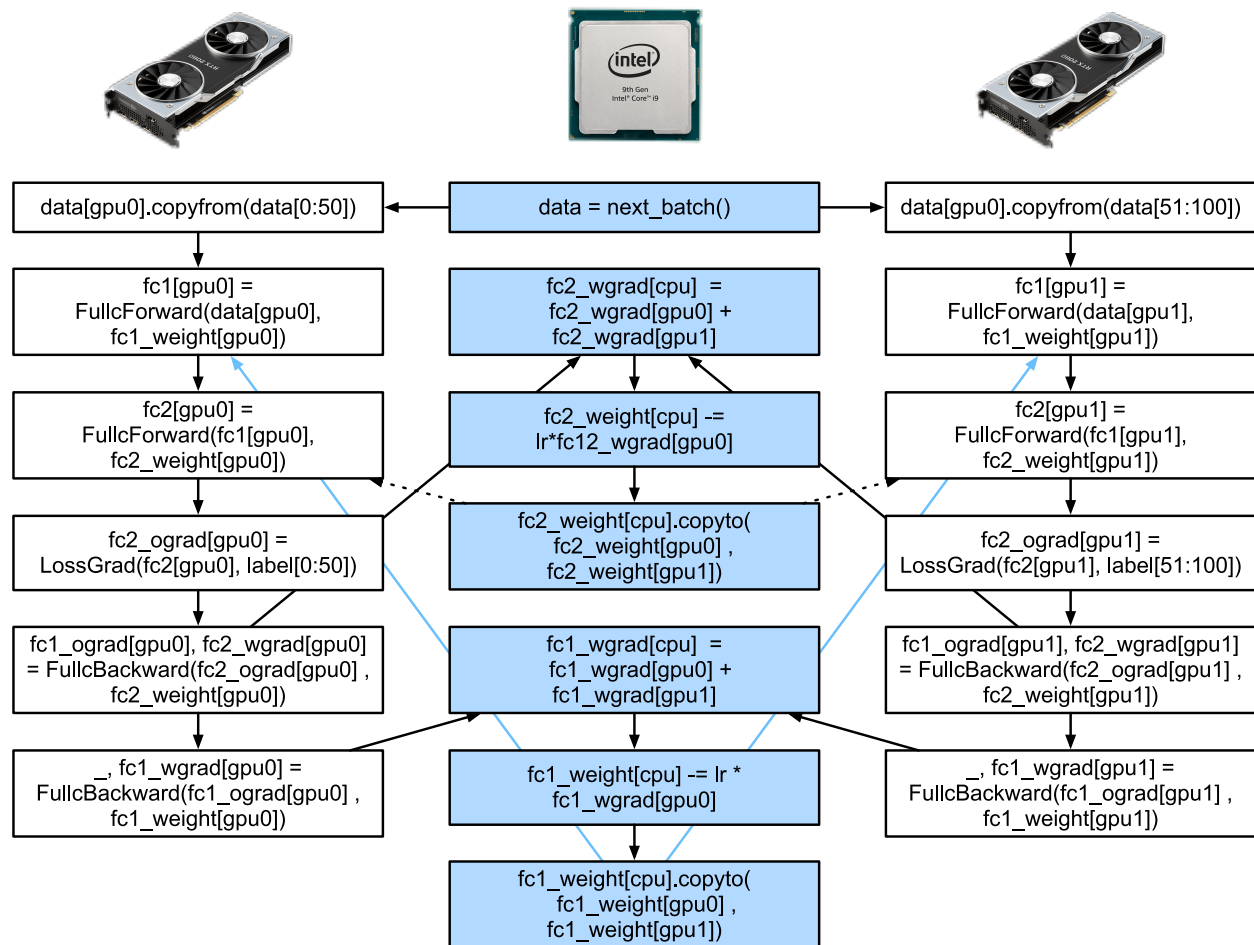 RTX 2080
intel
9th Gen
Intel® Core™ i9
RTX 2080
data[gpu0].copyfrom(data[0:50])
data = next_batch()
data[gpu0].copyfrom(data[51:100])
fc1[gpu0] =
FullcForward(data[gpu0],
fc1_weight[gpu0])
fc2_wgrad[cpu] =
fc2_wgrad[gpu0] +
fc2_wgrad[gpu1]
fc1[gpu1] =
FullcForward(data[gpu1],
fc1_weight[gpu1])
fc2[gpu0] =
FullcForward(fc1[gpu0],
fc2_weight[gpu0])
fc2_weight[cpu] -=
lr*fc12_wgrad[gpu0]
fc2[gpu1] =
FullcForward(fc1[gpu1],
fc2_weight[gpu1])
fc2_ograd[gpu0] =
LossGrad(fc2[gpu0], label[0:50])
fc2_weight[cpu].copyto(
fc2_weight[gpu0] ,
fc2_weight[gpu1])
fc2_ograd[gpu1] =
LossGrad(fc2[gpu1], label[51:100])
fc1_ograd[gpu0], fc2_wgrad[gpu0]
= FullcBackward(fc2_ograd[gpu0] ,
fc2_weight[gpu0])
fc1_wgrad[cpu] =
fc1_wgrad[gpu0] +
fc1_wgrad[gpu1]
fc1_ograd[gpu1], fc2_wgrad[gpu1]
= FullcBackward(fc2_ograd[gpu1] ,
fc2_weight[gpu1])
_, fc1_wgrad[gpu0] =
FullcBackward(fc1_ograd[gpu0] ,
fc1_weight[gpu0])
fc1_weight[cpu] -= lr *
fc1_wgrad[gpu0]
_, fc1_wgrad[gpu1] =
FullcBackward(fc1_ograd[gpu1] ,
fc1_weight[gpu1])
fc1_weight[cpu].copyto(
fc1_weight[gpu0] ,
fc1_weight[gpu1])